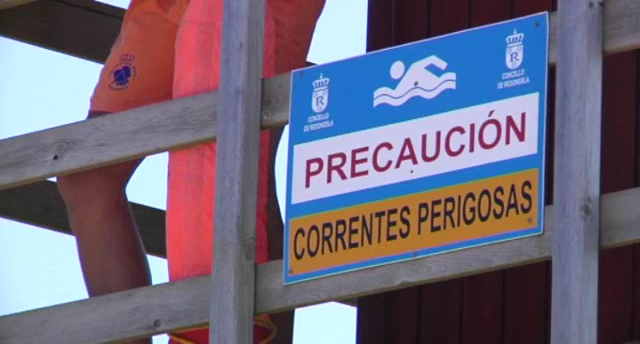 CONCELLO
DE REDONDELA
CONCELLO
DE REDONDELA
PRECAUCIÓN
CORRENTES PERIGOSAS